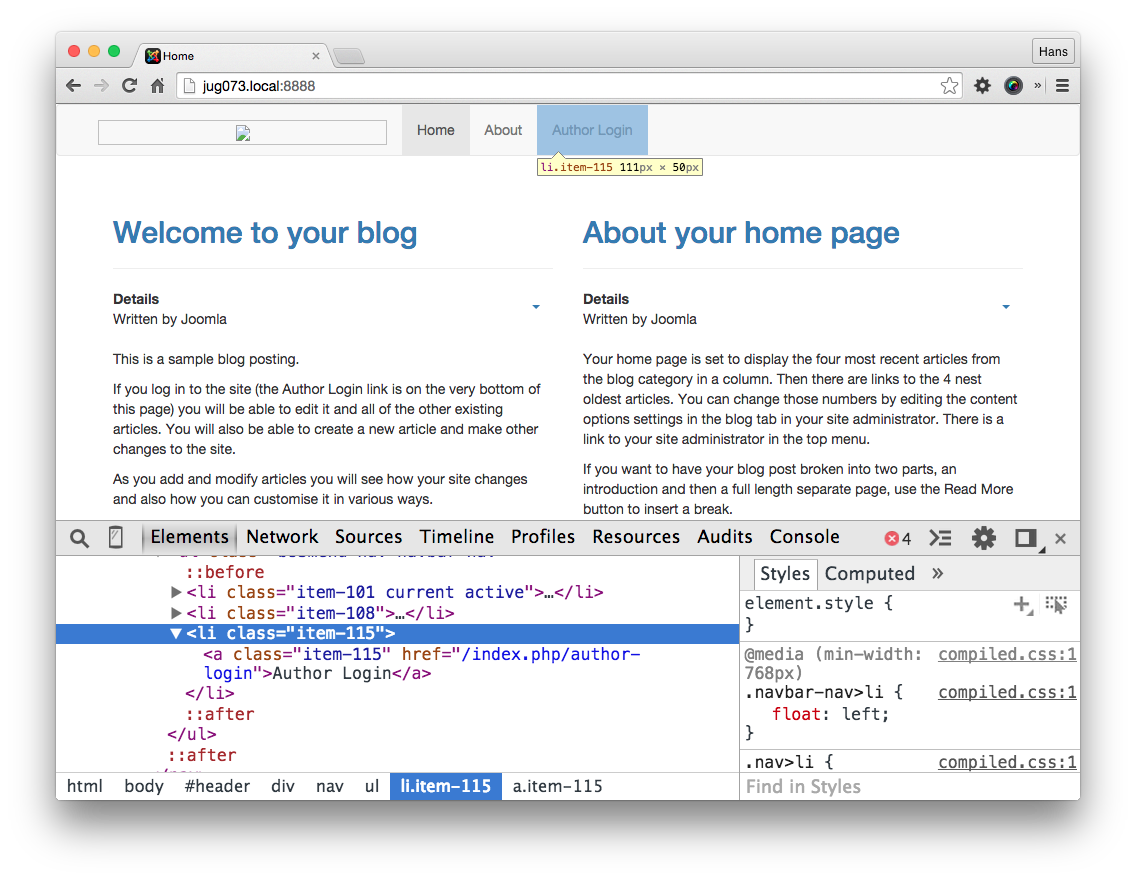 Home
Hans
jug073.local:8888
»
Home About Author Login
li.item-115 111px × 50px
Welcome to your blog
Details
Written by Joomla
This is a sample blog posting.
If you log in to the site (the Author Login link is on the very bottom of
this page) you will be able to edit it and all of the other existing
articles. You will also be able to create a new article and make other
changes to the site.
As you add and modify articles you will see how your site changes
and also how you can customise it in various ways.
About your home page
Details
Written by Joomla
Your home page is set to display the four most recent articles from
the blog category in a column. Then there are links to the 4 nest
oldest articles. You can change those numbers by editing the content
options settings in the blog tab in your site administrator. There is a
link to your site administrator in the top menu.
If you want to have your blog post broken into two parts, an
introduction and then a full length separate page, use the Read More
button to insert a break.
Elements Network Sources Timeline Profiles Resources Audits Console 4
::before
<li class="item-101 current active">…</li>
<li class="item-108">…</li>
<li class="item-115">
<a class="item-115" href="/index.php/author-
login">Author Login</a>
</li>
::after
</ul>
::after
html body #header div nav ul li.item-115 a.item-115
Styles Computed »
element.style {
}
@media (min-width: compiled.css:1
768px)
.navbar-nav>li { compiled.css:1
float: left;
}
.nav>li { compiled.css:1
Find in Styles